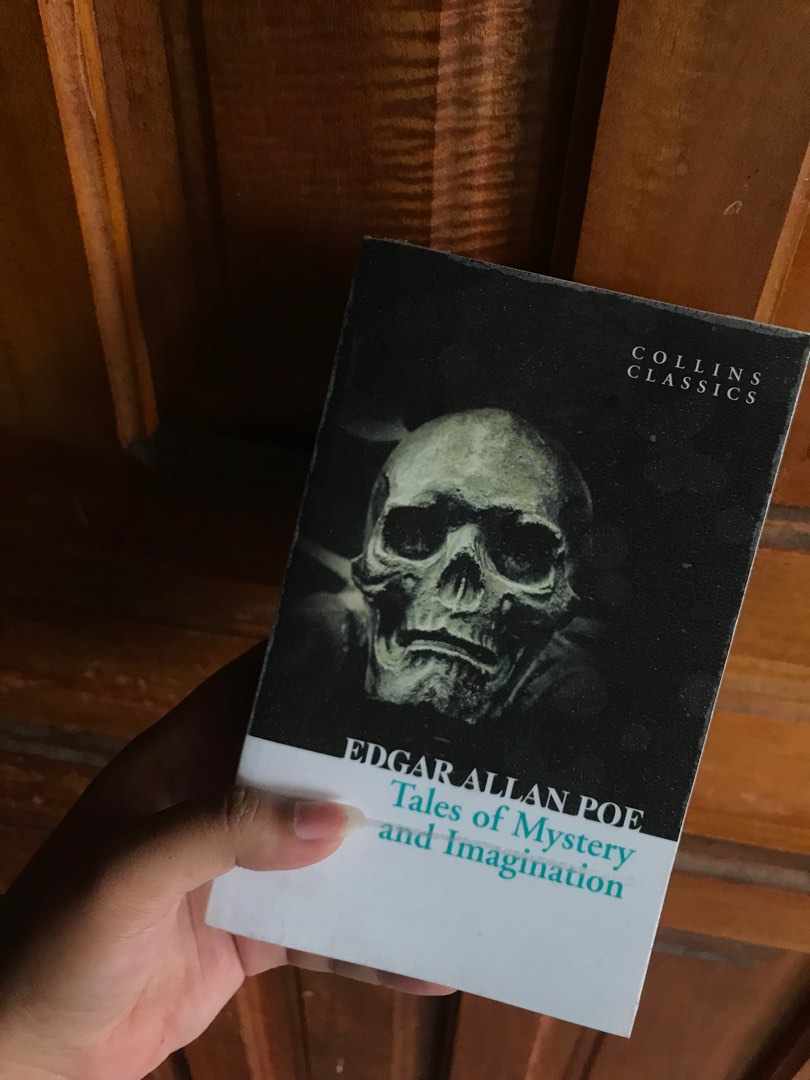 COLLINS
CLASSICS
EDGAR ALLAN POE
Tales of Mystery
and Imagination